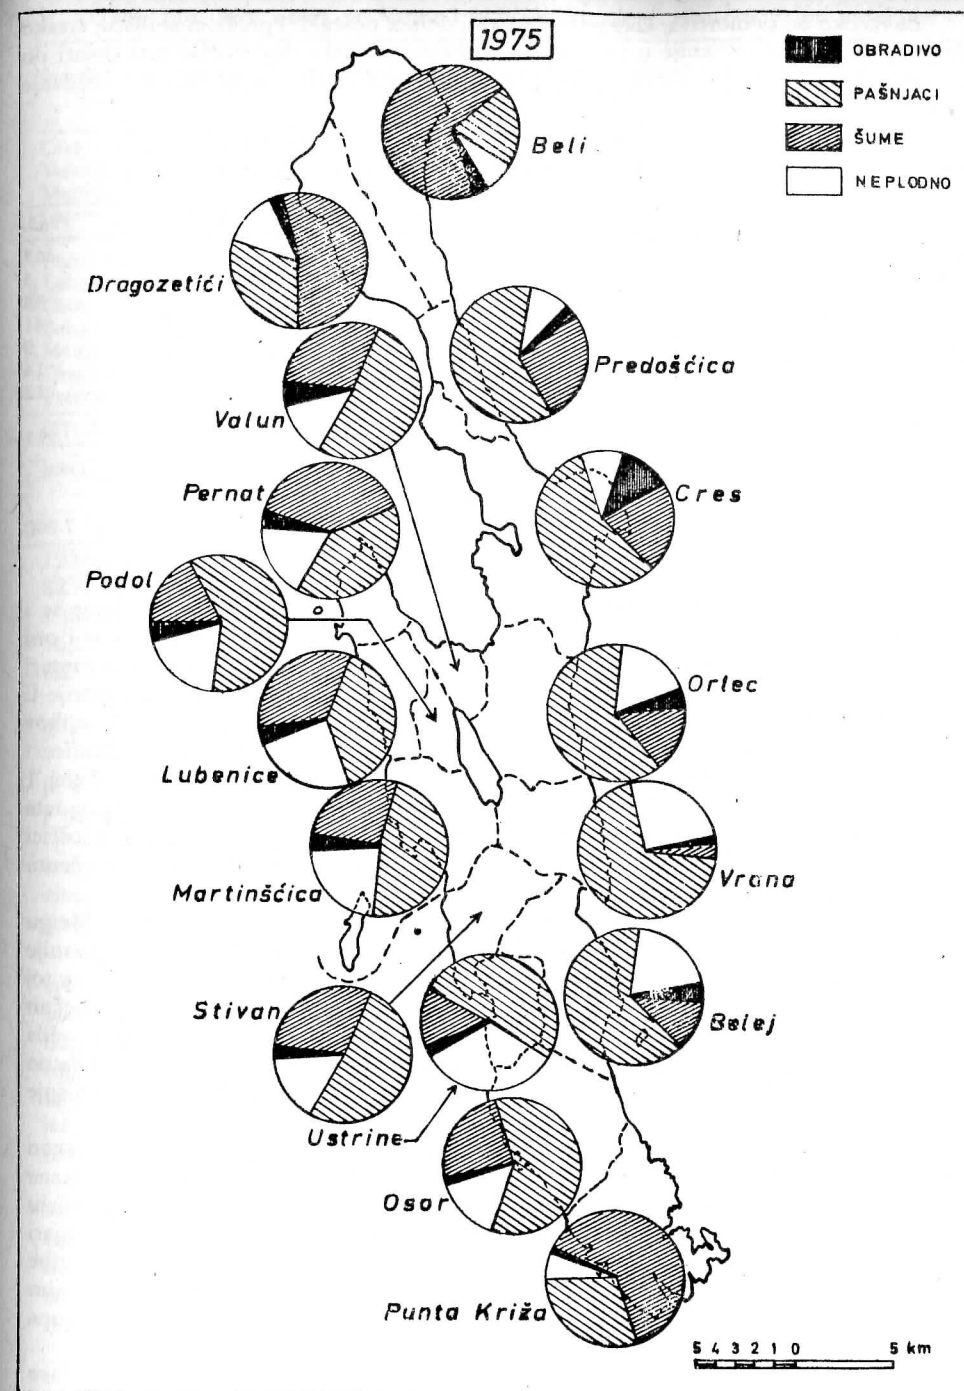 1975
OBRADIVO
PAŠNJACI
ŠUME
NEPLODNO
Beli
Dragozetići
Predošćica
Valun
Pernat
Cres
Podol
Orlec
Lubenice
Vrana
Martinšćica
Stivan
Belej
Ustrine
Osor
Punta Križa
5 4 3 2 1 0 5 km